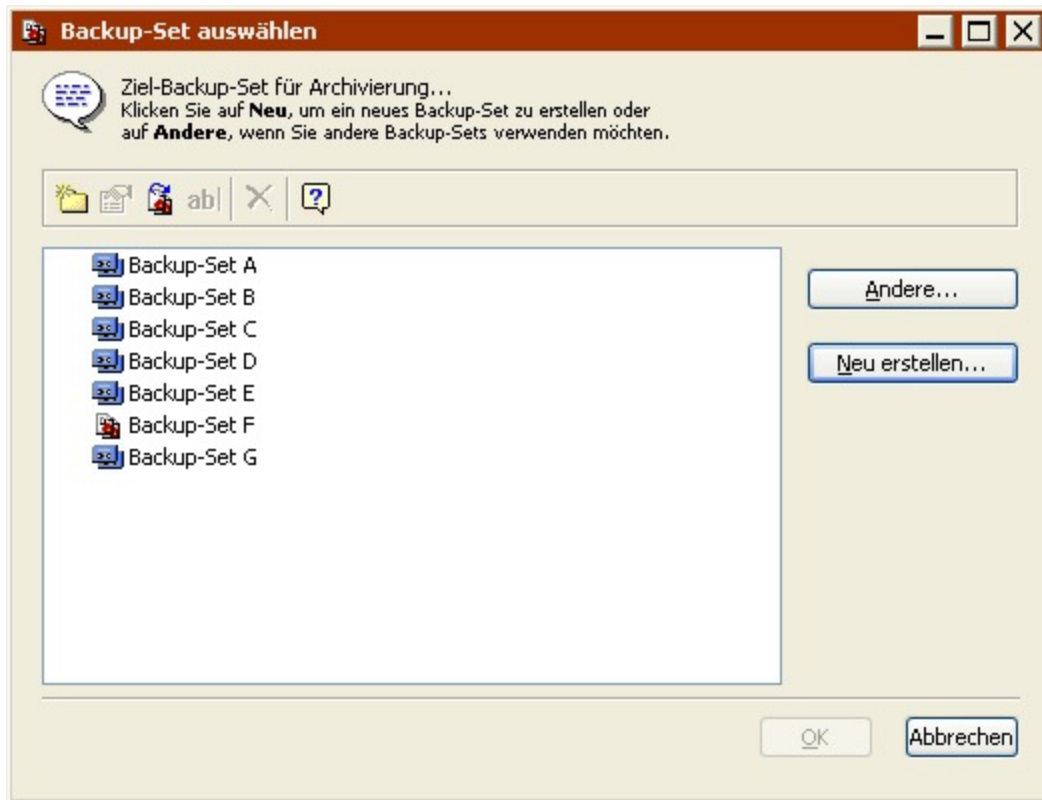 Backup-Set auswählen
Ziel-Backup-Set für Archivierung...
Klicken Sie auf Neu, um ein neues Backup-Set zu erstellen oder
auf Andere, wenn Sie andere Backup-Sets verwenden möchten.
ab|
Backup-Set A
Backup-Set B
Backup-Set C
Backup-Set D
Backup-Set E
Backup-Set F
Backup-Set G
Andere...
Neu erstellen...
OK
Abbrechen